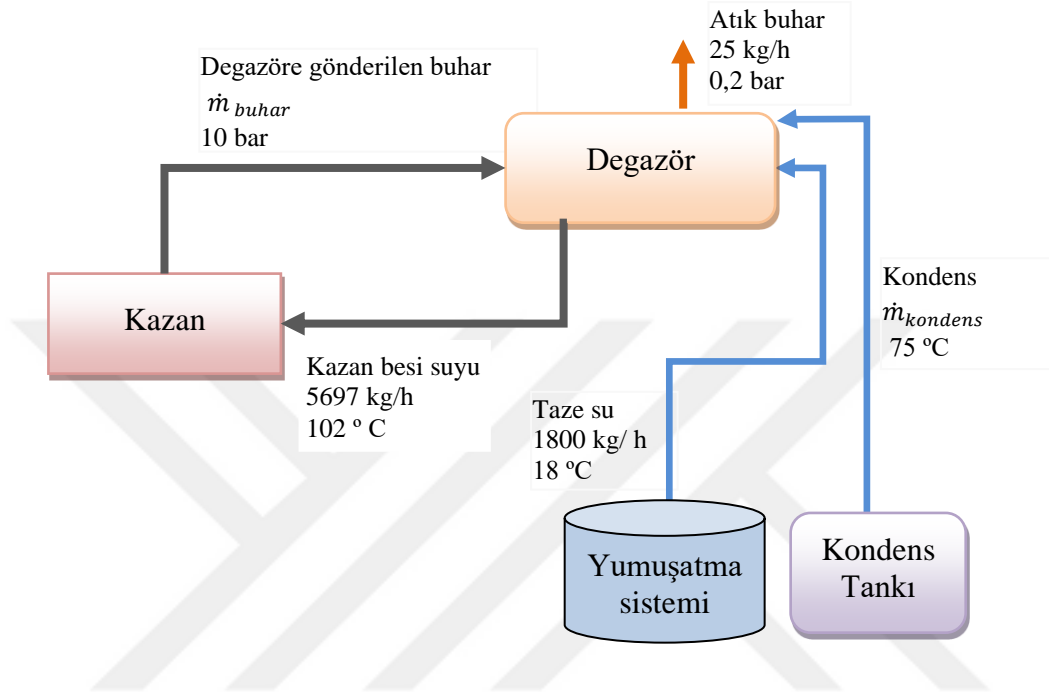 Atık buhar
25 kg/h
0,2 bar
Degazöre gönderilen buhar
ṁ buhar
10 bar
Degazör
Kazan
Kondens
ṁkondens
75 ºC
Kazan besi suyu
5697 kg/h
102 º C
Taze su
1800 kg/ h
18 ºC
Yumuşatma
sistemi
Kondens
Tankı